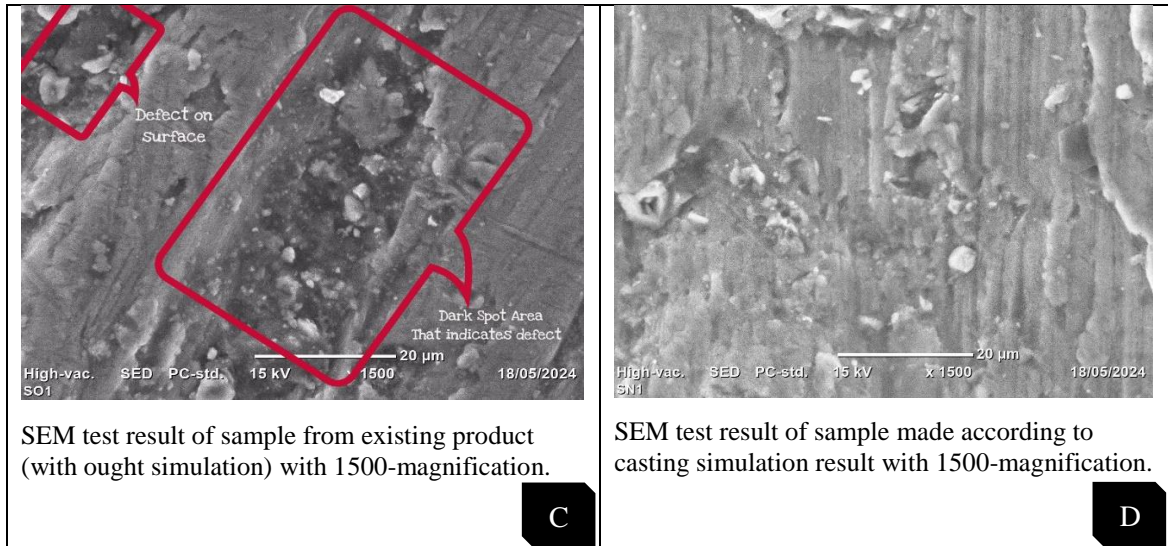 Defect on
surface
Dark Spot Area
That indicates defect
20 µm
High-vac. SED PC-std. 15 kV x 1500 18/05/2024
SO1
SEM test result of sample from existing product
(with ought simulation) with 1500-magnification.
C
20 µm
High-vac. SED PC-std. 15 kV x 1500 18/05/2024
SN1
SEM test result of sample made according to
casting simulation result with 1500-magnification.
D